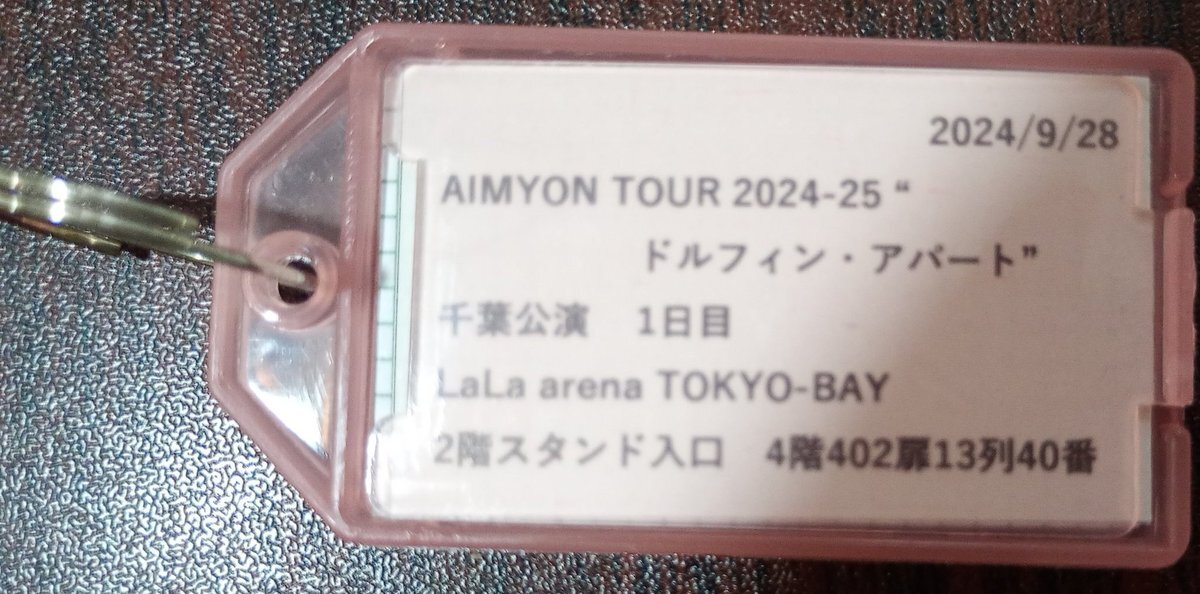 2024/9/28
AIMYON TOUR 2024-25 “
ドルフィン・アパート”
千葉公演　1日目
LaLa arena TOKYO-BAY
2階スタンド入口　4階402扉13列40番